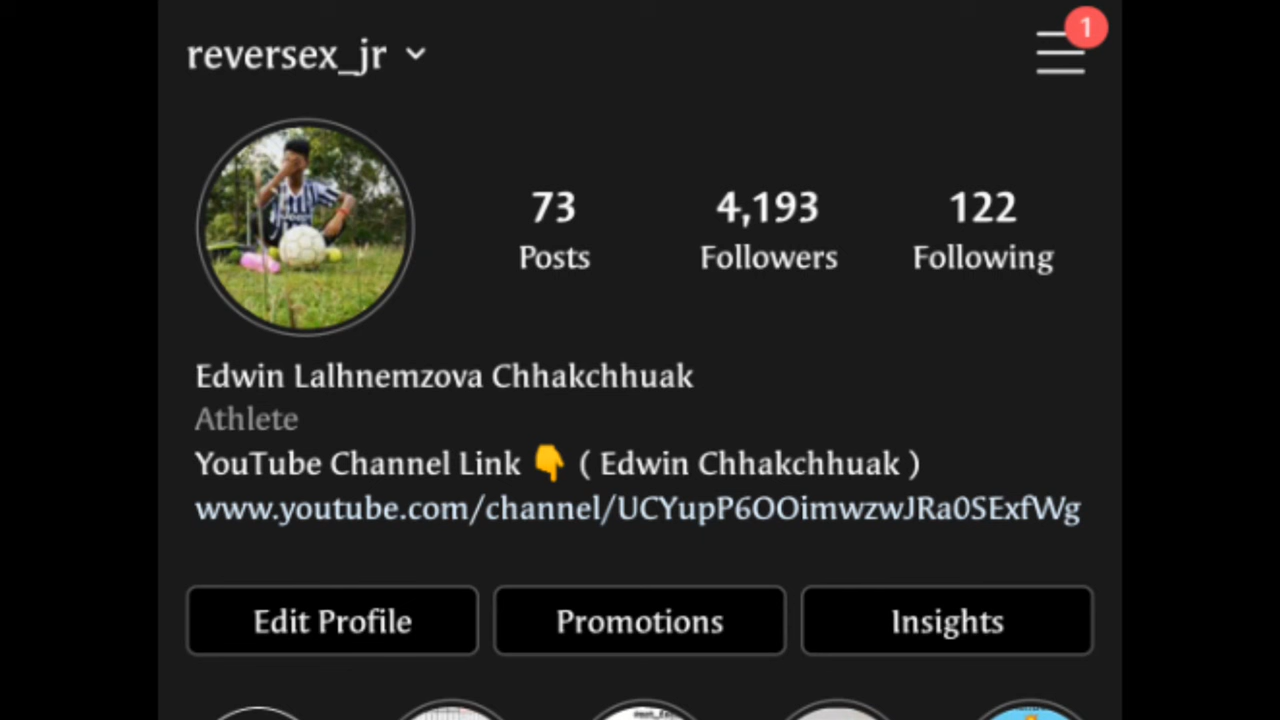 reversex_jr
1
73
4,193
122
Posts
Followers
Following
Edwin Lalhnemzova Chhakchhuak
Athlete
YouTube Channel Link 👇 ( Edwin Chhakchhuak )
www.youtube.com/channel/UCYupP6OOimwzwJRa0SExfWg
Edit Profile
Promotions
Insights